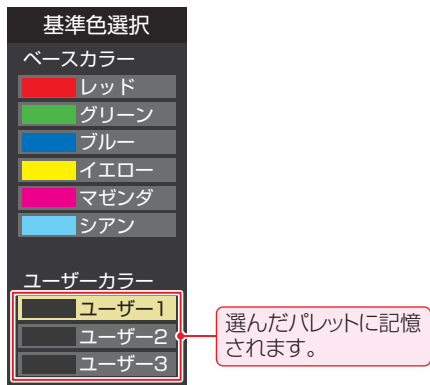 基準色選択
ベースカラー
レッド
グリーン
ブルー
イエロー
マゼンダ
シアン
ユーザーカラー
ユーザー1
ユーザー2
ユーザー3
選んだパレットに記憶
されます。